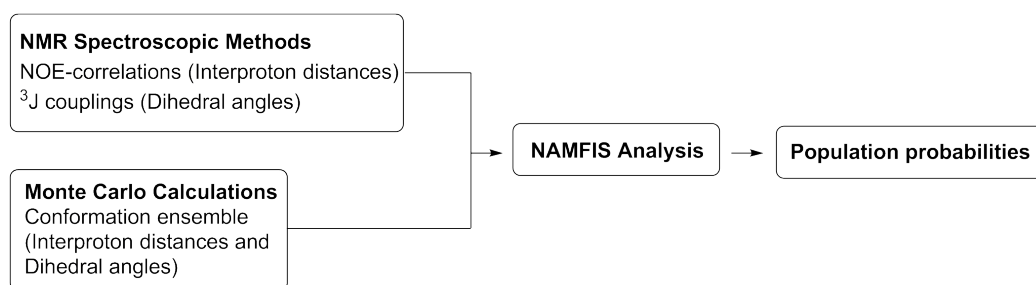 NMR Spectroscopic Methods
NOE-correlations (Interproton distances)
³J couplings (Dihedral angles)
Monte Carlo Calculations
Conformation ensemble
(Interproton distances and
Dihedral angles)
NAMFIS Analysis
Population probabilities